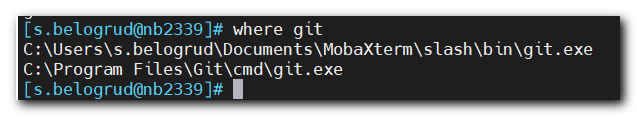 [s.belogrud@nb2339]# where git
C:\Users\s.belogrud\Documents\MobaXterm\slash\bin\git.exe
C:\Program Files\Git\cmd\git.exe
[s.belogrud@nb2339]#